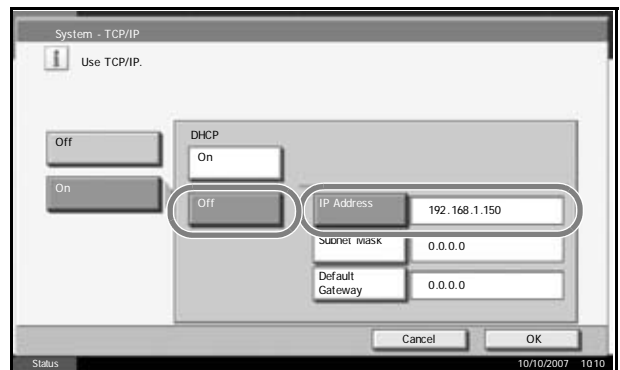 System - TCP/IP
Use TCP/IP.
Off
On
DHCP
On
Off
IP Address 192.168.1.150
Subnet Mask 0.0.0.0
Default
Gateway 0.0.0.0
Cancel OK
Status 10/10/2007 10:10